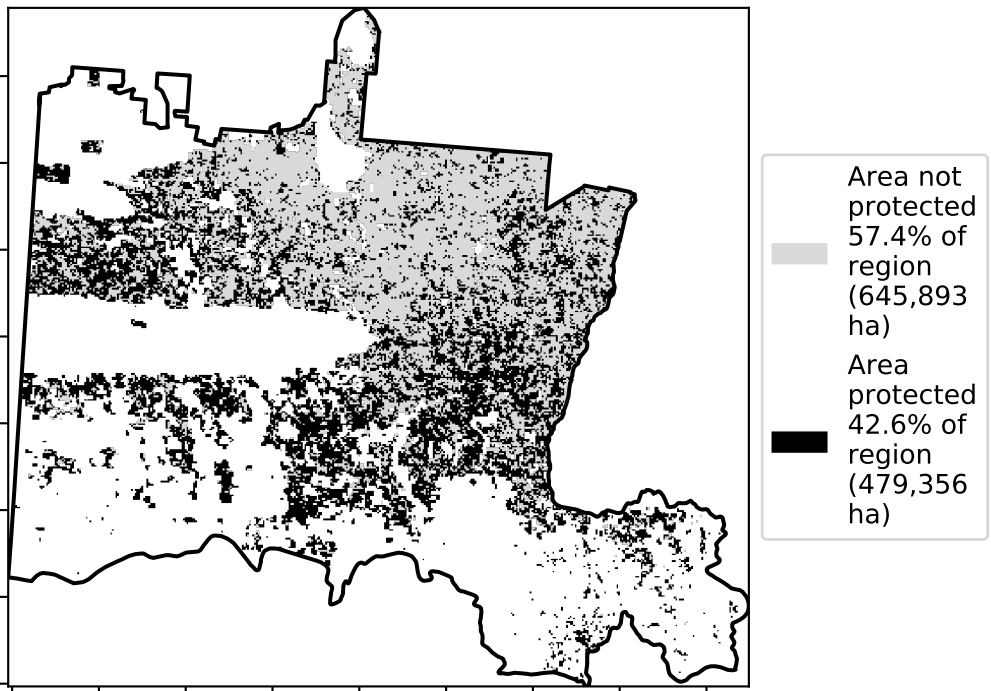 Area not
protected
57.4% of
region
(645,893
ha)
Area
protected
42.6% of
region
(479,356
ha)